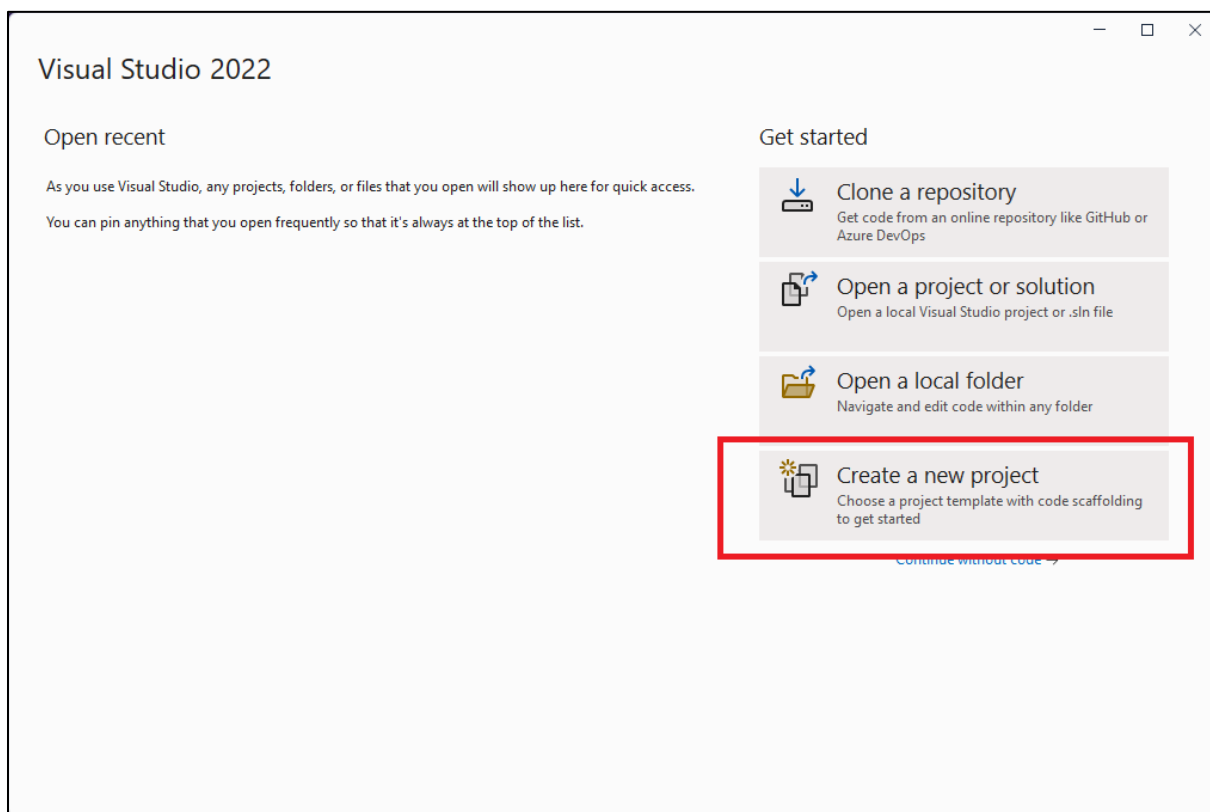 Visual Studio 2022
Open recent
As you use Visual Studio, any projects, folders, or files that you open will show up here for quick access.
You can pin anything that you open frequently so that it's always at the top of the list.
Get started
Clone a repository
Get code from an online repository like GitHub or
Azure DevOps
Open a project or solution
Open a local Visual Studio project or .sln file
Open a local folder
Navigate and edit code within any folder
Create a new project
Choose a project template with code scaffolding
to get started
Continue without code →